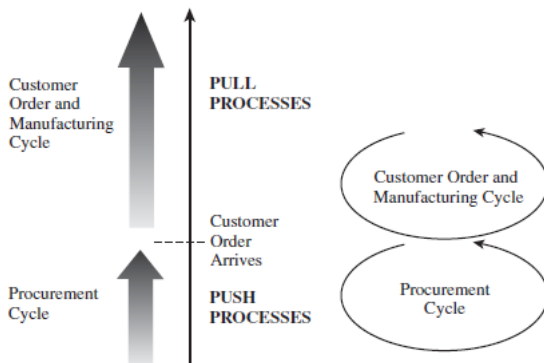 Customer
Order and
Manufacturing
Cycle
PULL
PROCESSES
Customer Order and
Manufacturing Cycle
Customer
Order
Arrives
Procurement
Cycle
PUSH
PROCESSES
Procurement
Cycle